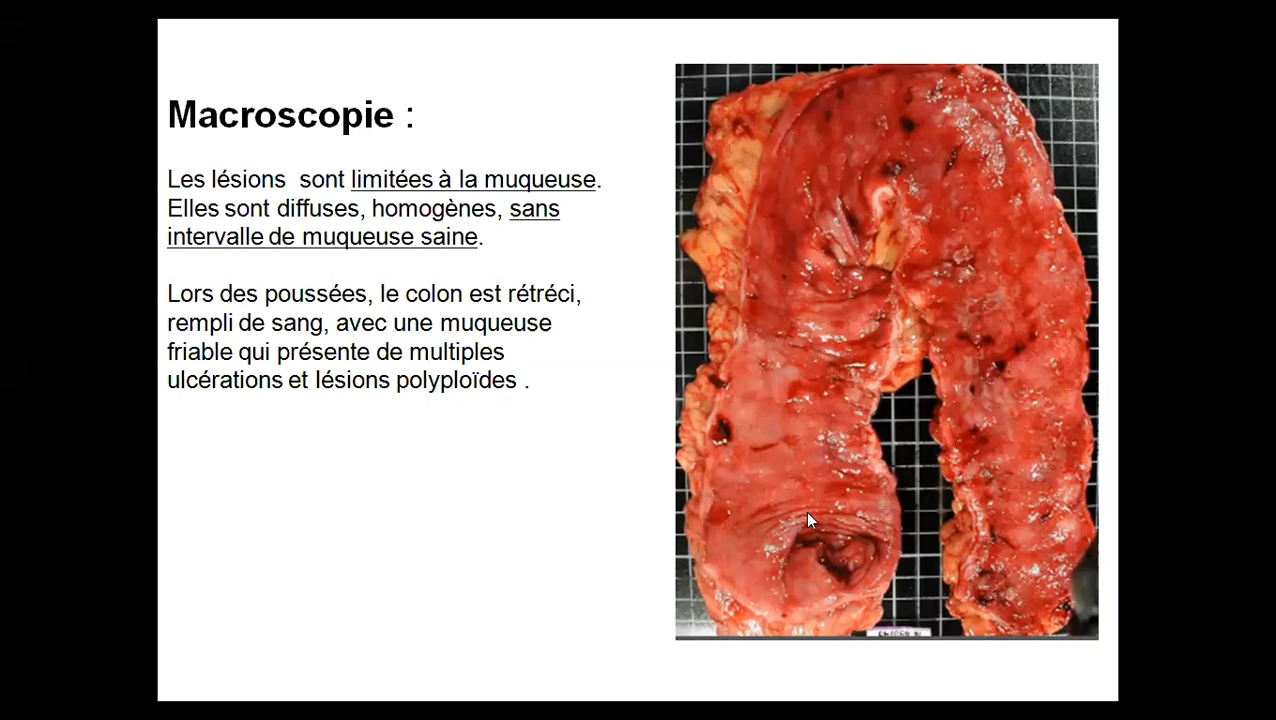 Macroscopie :
Les lésions  sont limitées à la muqueuse.
Elles sont diffuses, homogènes, sans
intervalle de muqueuse saine.
Lors des poussées, le colon est rétréci,
rempli de sang, avec une muqueuse
friable qui présente de multiples
ulcérations et lésions polyploïdes .